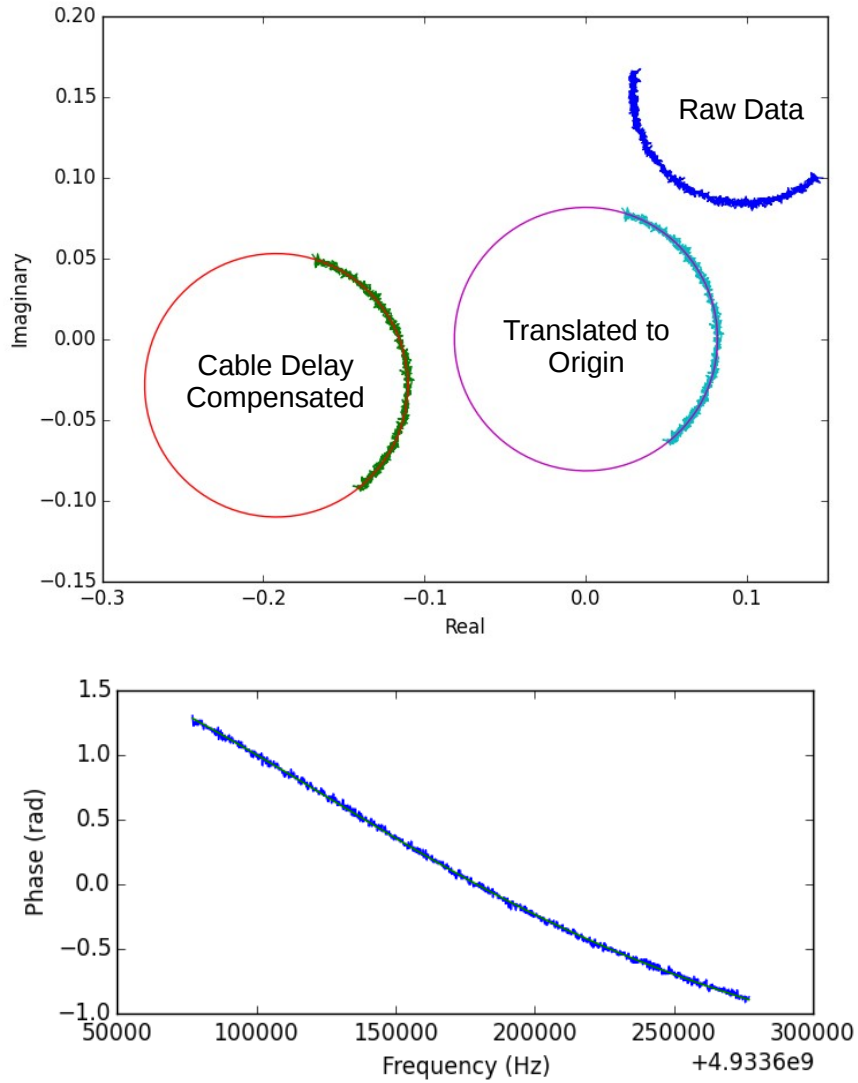 0.20
0.15
0.10
0.05
0.00
−0.05
−0.10
−0.15
Imaginary
Raw Data
Translated to
Origin
Cable Delay
Compensated
−0.3
−0.2
−0.1
0.0
0.1
Real
1.5
1.0
0.5
0.0
−0.5
−1.0
Phase (rad)
50000
100000
150000
200000
250000
300000
Frequency (Hz)
+4.9336e9